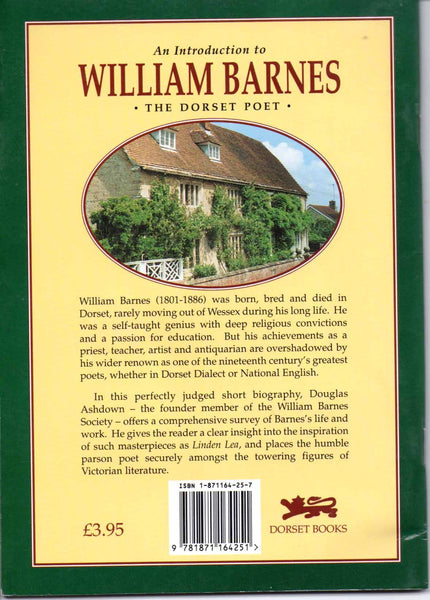 An Introduction to
WILLIAM BARNES
• THE DORSET POET •
William Barnes (1801-1886) was born, bred and died in
Dorset, rarely moving out of Wessex during his long life. He
was a self-taught genius with deep religious convictions
and a passion for education. But his achievements as a
priest, teacher, artist and antiquarian are overshadowed by
his wider renown as one of the nineteenth century's greatest
poets, whether in Dorset Dialect or National English.
In this perfectly judged short biography, Douglas
Ashdown – the founder member of the William Barnes
Society – offers a comprehensive survey of Barnes's life and
work. He gives the reader a clear insight into the inspiration
of such masterpieces as Linden Lea, and places the humble
parson poet securely amongst the towering figures of
Victorian literature.
ISBN 1-871164-25-7
£3.95
9 781871 164251 >
DORSET BOOKS